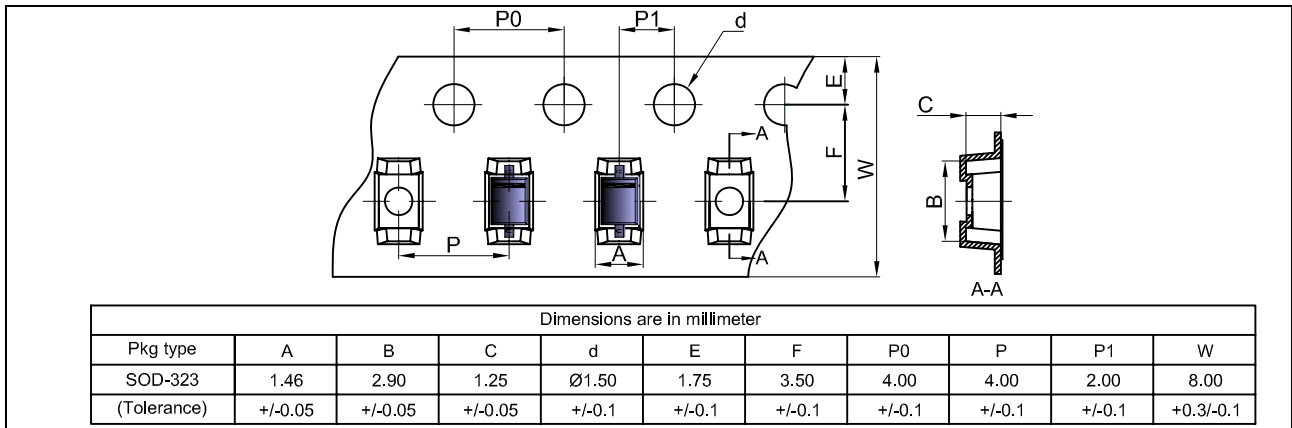 P0
P1
d
E
C
A
F
W
B
P
A
A
A-A
Dimensions are in millimeter
Pkg type A B C d E F P0 P P1 W
SOD-323 1.46 2.90 1.25 Ø1.50 1.75 3.50 4.00 4.00 2.00 8.00
(Tolerance) +/-0.05 +/-0.05 +/-0.05 +/-0.1 +/-0.1 +/-0.1 +/-0.1 +/-0.1 +/-0.1 +0.3/-0.1